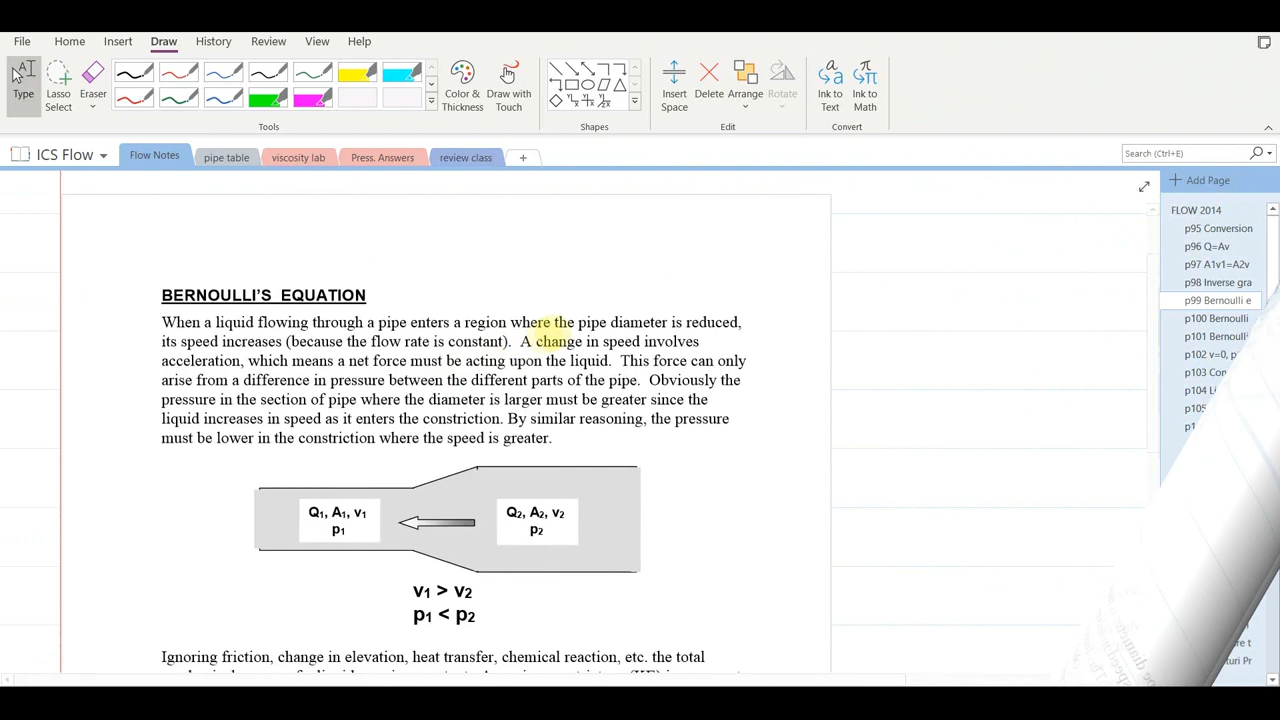 File Home Insert Draw History Review View Help
Type
Lasso Select
Eraser
Color & Thickness
Draw with Touch
Insert Space
Delete
Arrange
Rotate
Ink to Text
Ink to Math
Tools Shapes Edit Convert
ICS Flow
Flow Notes pipe table viscosity lab Press. Answers review class
Search (Ctrl+E)
Add Page
FLOW 2014
p95 Conversion
p96 Q=Av
p97 A1v1=A2v
p98 Inverse gra
p99 Bernoulli e
p100 Bernoulli
p101 Bernoulli
p102 v=0, p
p103 Con
p104 Li
p105
BERNOULLI'S EQUATION
When a liquid flowing through a pipe enters a region where the pipe diameter is reduced,
its speed increases (because the flow rate is constant). A change in speed involves
acceleration, which means a net force must be acting upon the liquid. This force can only
arise from a difference in pressure between the different parts of the pipe. Obviously the
pressure in the section of pipe where the diameter is larger must be greater since the
liquid increases in speed as it enters the constriction. By similar reasoning, the pressure
must be lower in the constriction where the speed is greater.
Q₁, A₁, v₁
p₁
Q₂, A₂, v₂
p₂
v₁ > v₂
p₁ < p₂
Ignoring friction, change in elevation, heat transfer, chemical reaction, etc. the total